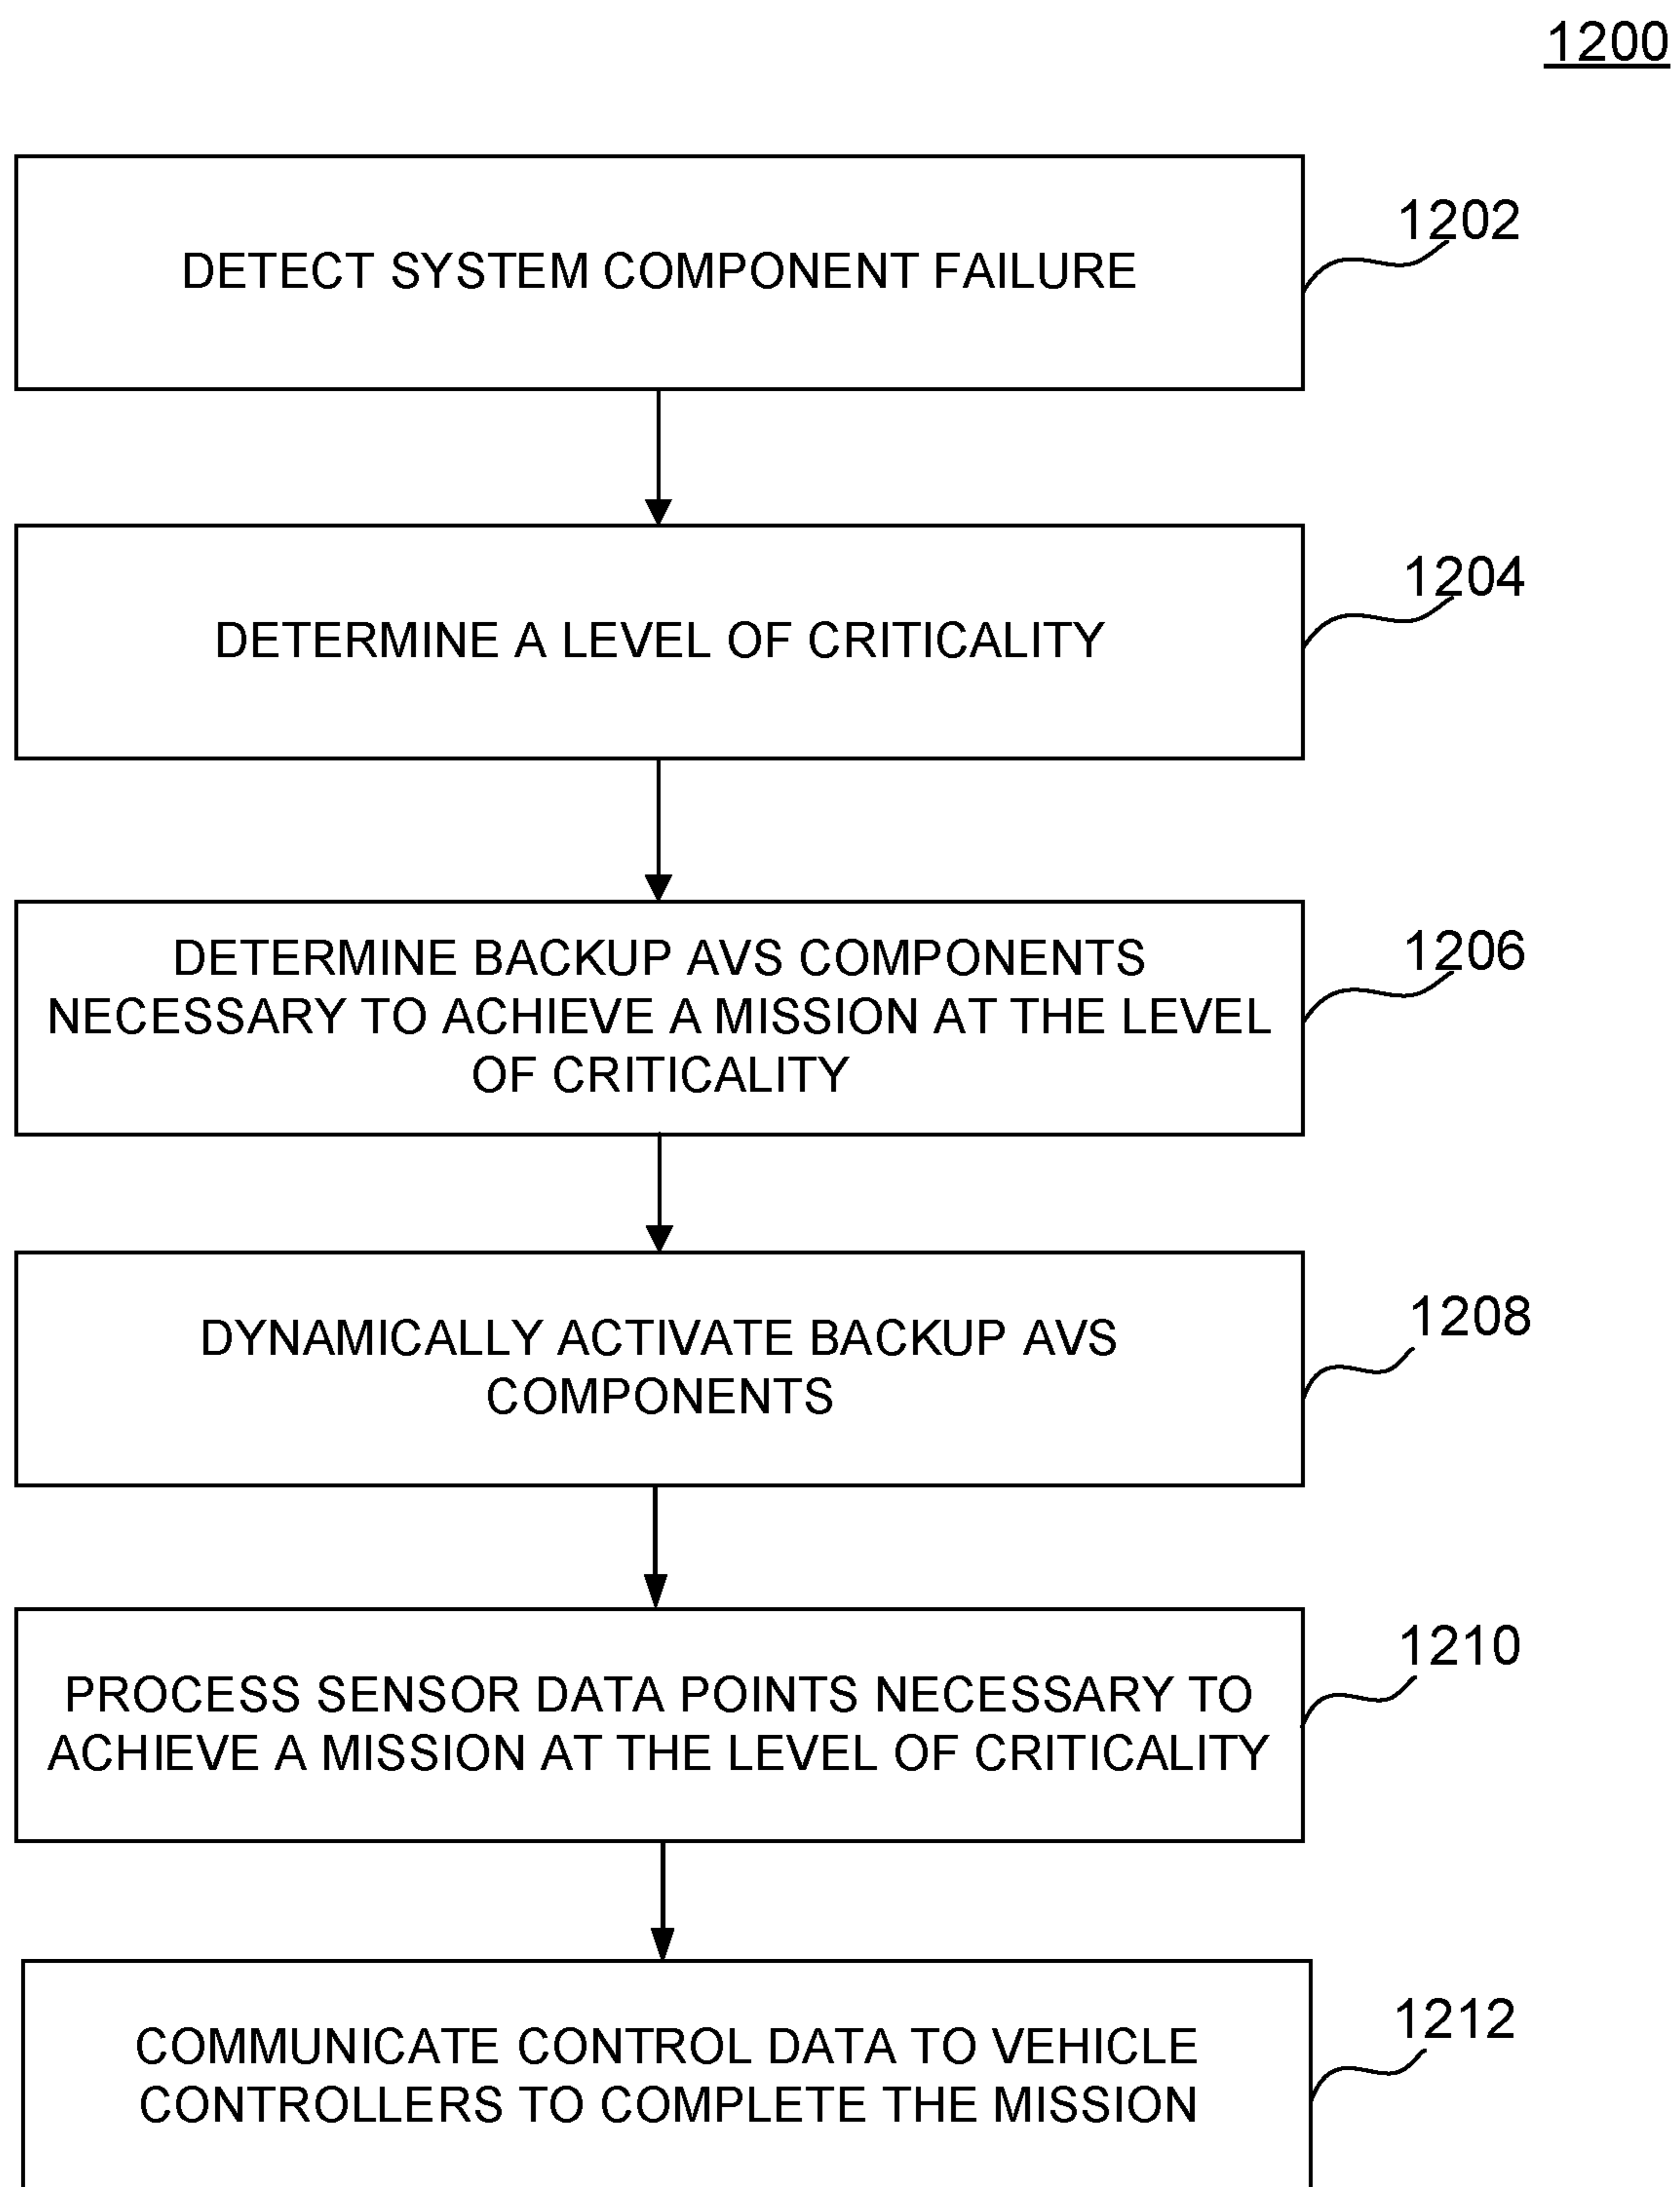 1200
DETECT SYSTEM COMPONENT FAILURE
1202
DETERMINE A LEVEL OF CRITICALITY
1204
DETERMINE BACKUP AVS COMPONENTS
NECESSARY TO ACHIEVE A MISSION AT THE LEVEL
OF CRITICALITY
1206
DYNAMICALLY ACTIVATE BACKUP AVS
COMPONENTS
1208
PROCESS SENSOR DATA POINTS NECESSARY TO
ACHIEVE A MISSION AT THE LEVEL OF CRITICALITY
1210
COMMUNICATE CONTROL DATA TO VEHICLE
CONTROLLERS TO COMPLETE THE MISSION
1212